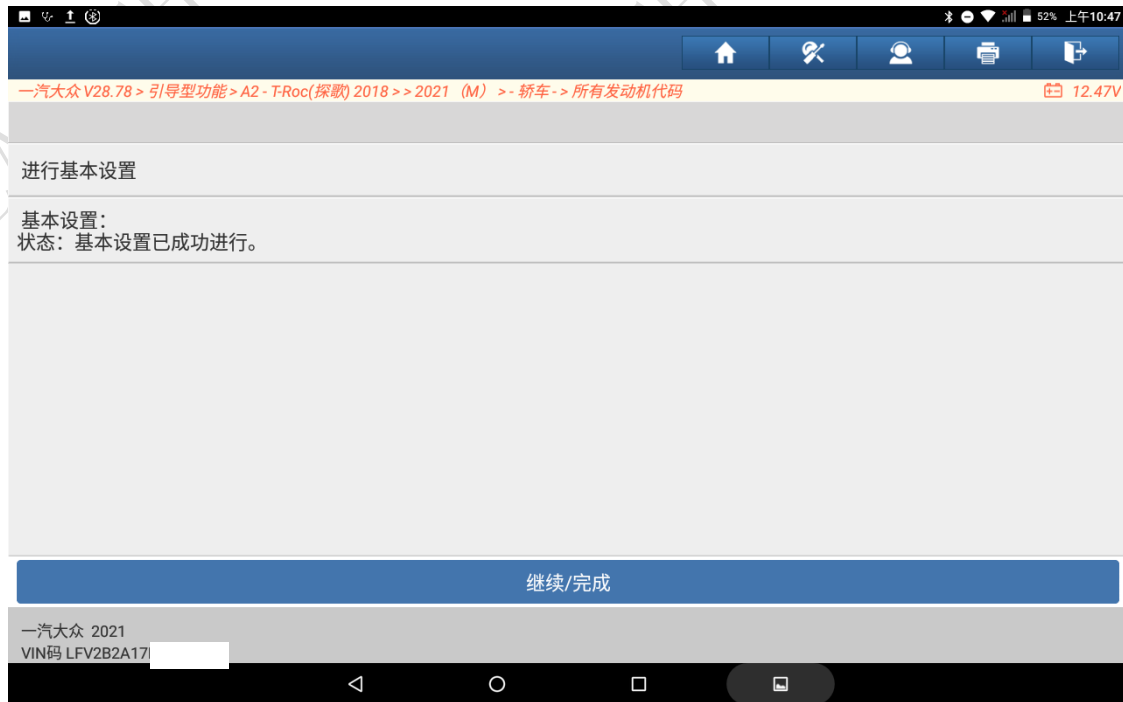 52% 上午10:47
一汽大众 V28.78 > 引导型功能 > A2 - T-Roc(探歌) 2018 > > 2021 (M) > - 轿车 - > 所有发动机代码
12.47V
进行基本设置
基本设置:
状态: 基本设置已成功进行。
继续/完成
一汽大众 2021
VIN码 LFV2B2A17